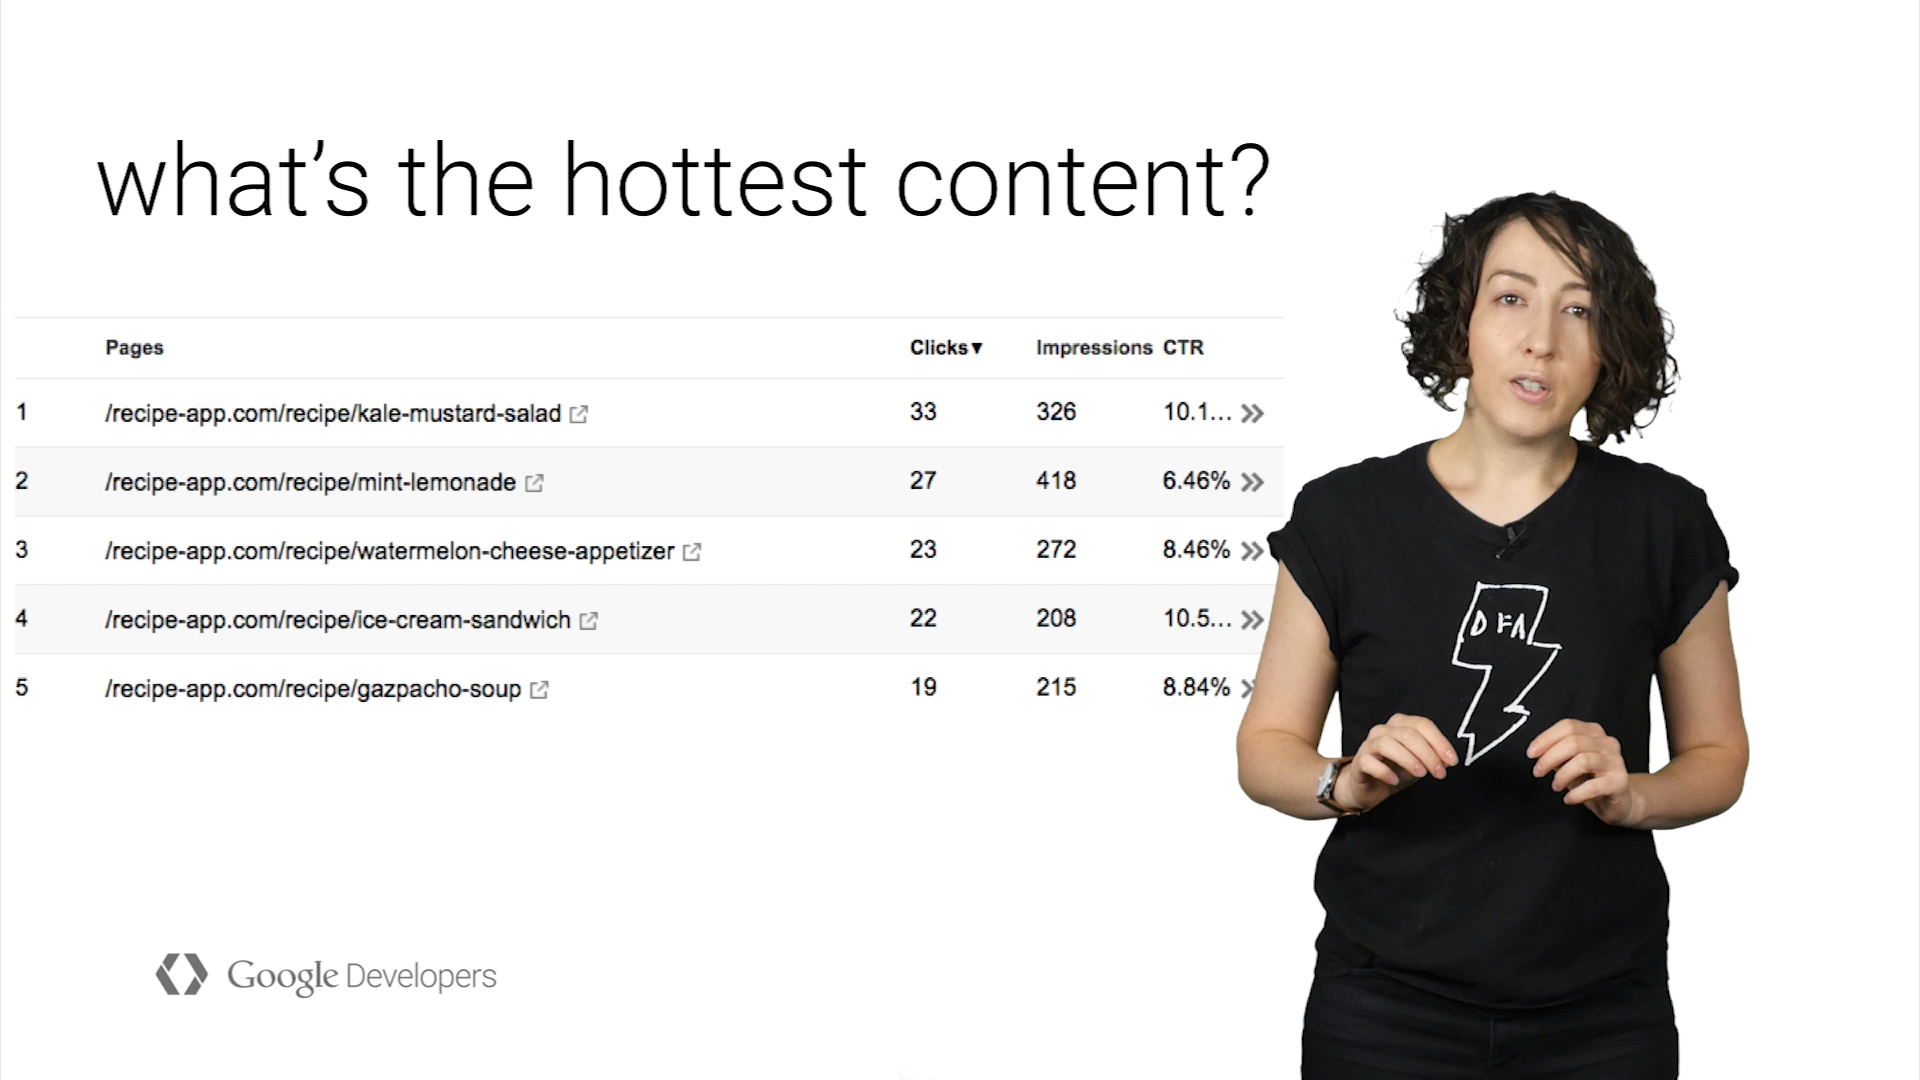 what's the hottest content?
Pages Clicks▼ Impressions CTR
1 /recipe-app.com/recipe/kale-mustard-salad 33 326 10.1...
2 /recipe-app.com/recipe/mint-lemonade 27 418 6.46%
3 /recipe-app.com/recipe/watermelon-cheese-appetizer 23 272 8.46%
4 /recipe-app.com/recipe/ice-cream-sandwich 22 208 10.5...
5 /recipe-app.com/recipe/gazpacho-soup 19 215 8.84%
DFA
Google Developers